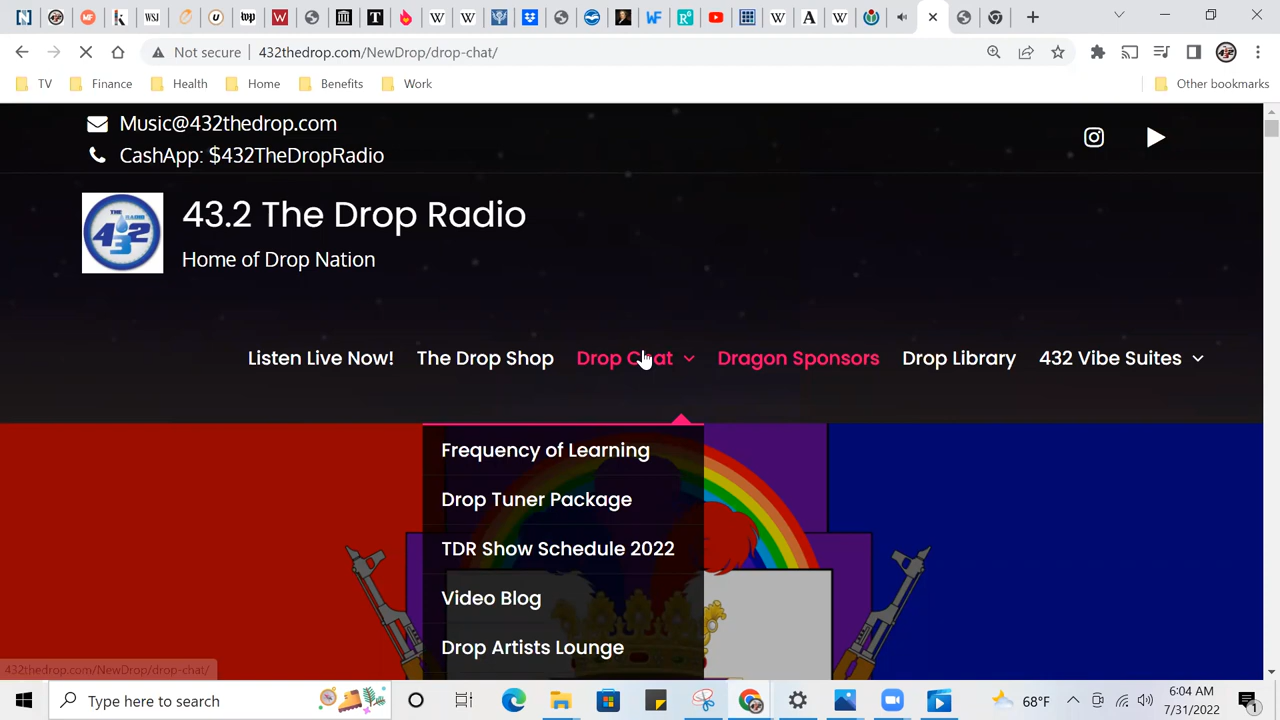 Not secure
432thedrop.com/NewDrop/drop-chat/
TV
Finance
Health
Home
Benefits
Work
Other bookmarks
Music@432thedrop.com
CashApp: $432TheDropRadio
THE RADIO
432
43.2 The Drop Radio
Home of Drop Nation
Listen Live Now!
The Drop Shop
Drop Chat
Dragon Sponsors
Drop Library
432 Vibe Suites
Frequency of Learning
Drop Tuner Package
TDR Show Schedule 2022
Video Blog
Drop Artists Lounge
432thedrop.com/NewDrop/drop-chat/
Type here to search
68°F
6:04 AM
7/31/2022